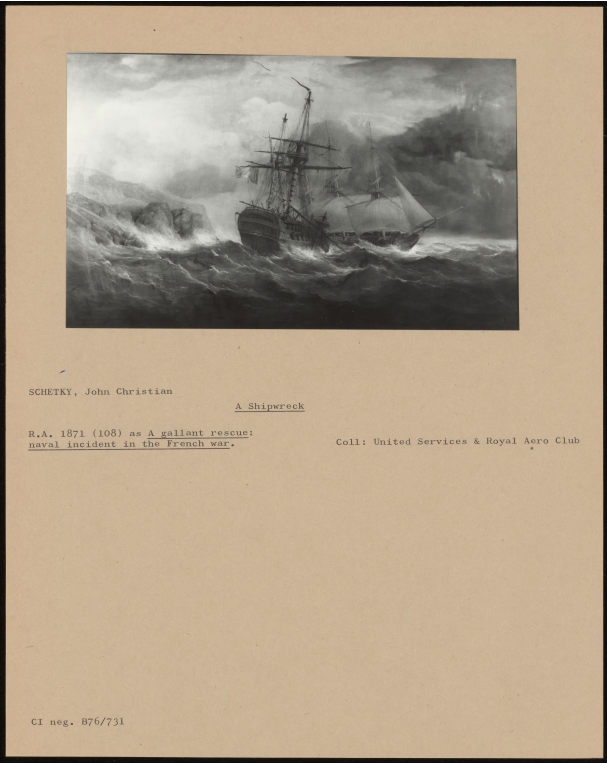 SCHETKY, John Christian
A Shipwreck
R.A. 1871 (108) as A gallant rescue:
naval incident in the French war.
Coll: United Services & Royal Aero Club
CI neg. B76/731